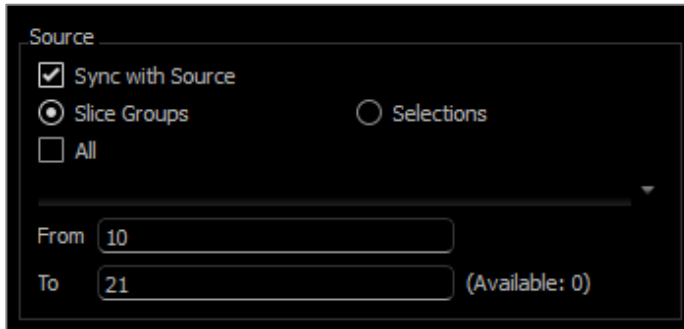 Source
Sync with Source
Slice Groups Selections
All
From 10
To 21 (Available: 0)